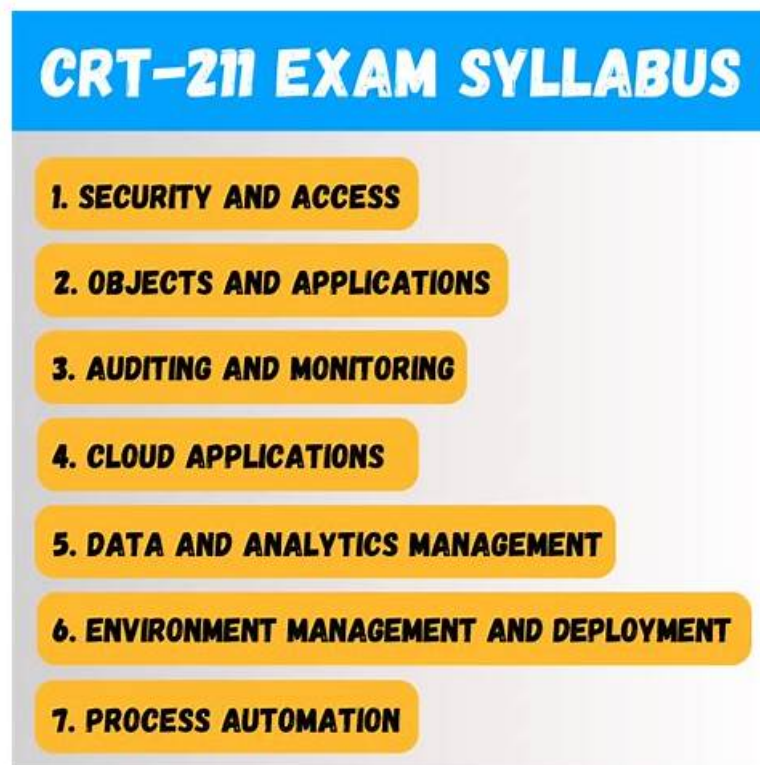 CRT-211 EXAM SYLLABUS
1. SECURITY AND ACCESS
2. OBJECTS AND APPLICATIONS
3. AUDITING AND MONITORING
4. CLOUD APPLICATIONS
5. DATA AND ANALYTICS MANAGEMENT
6. ENVIRONMENT MANAGEMENT AND DEPLOYMENT
7. PROCESS AUTOMATION